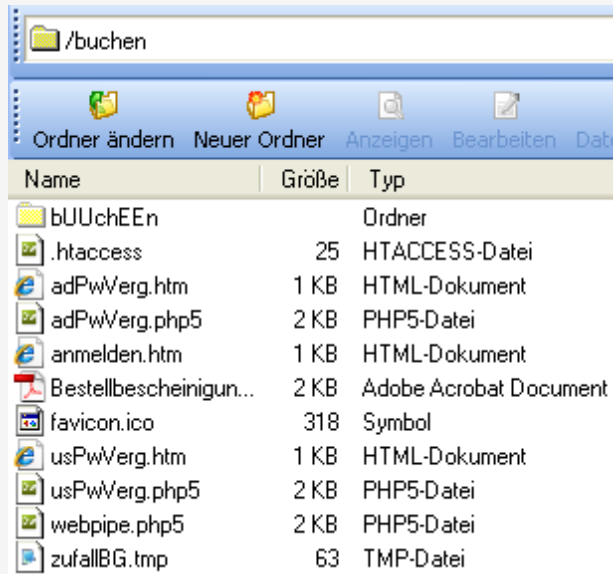 /buchen
Ordner ändern Neuer Ordner Anzeigen Bearbeiten Date
Name Größe Typ
bUUchEEn Ordner
.htaccess 25 HTACCESS-Datei
adPwVerg.htm 1 KB HTML-Dokument
adPwVerg.php5 2 KB PHP5-Datei
anmelden.htm 1 KB HTML-Dokument
Bestellbescheinigun... 2 KB Adobe Acrobat Document
favicon.ico 318 Symbol
usPwVerg.htm 1 KB HTML-Dokument
usPwVerg.php5 2 KB PHP5-Datei
webpipe.php5 2 KB PHP5-Datei
zufallBG.tmp 63 TMP-Datei